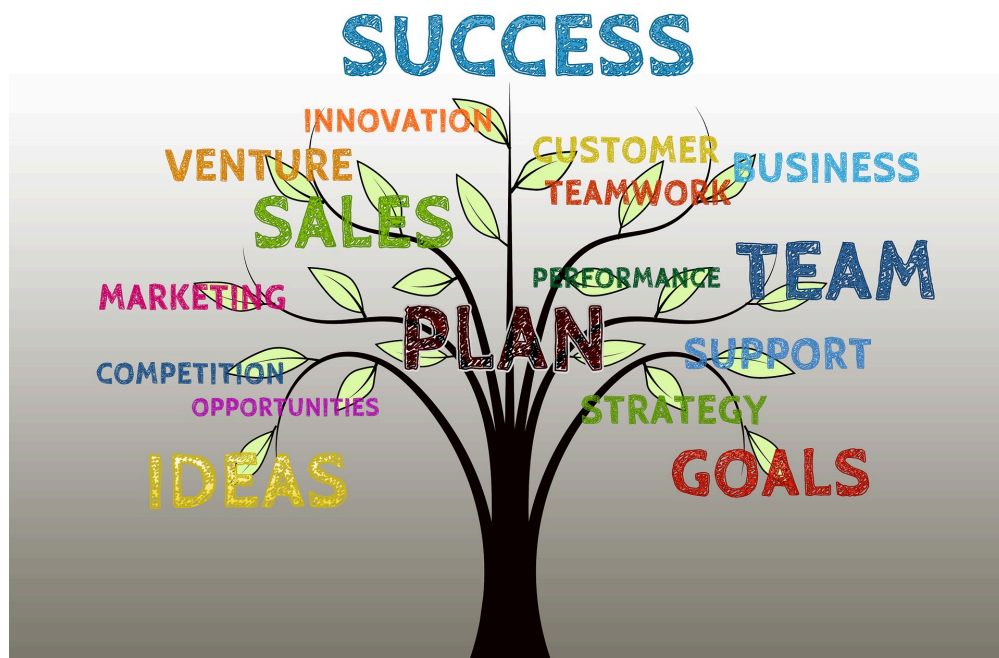 SUCCESS
INNOVATION
CUSTOMER
VENTURE
BUSINESS
TEAMWORK
SALES
TEAM
PERFORMANCE
MARKETING
PLAN
SUPPORT
COMPETITION
OPPORTUNITIES
STRATEGY
IDEAS
GOALS